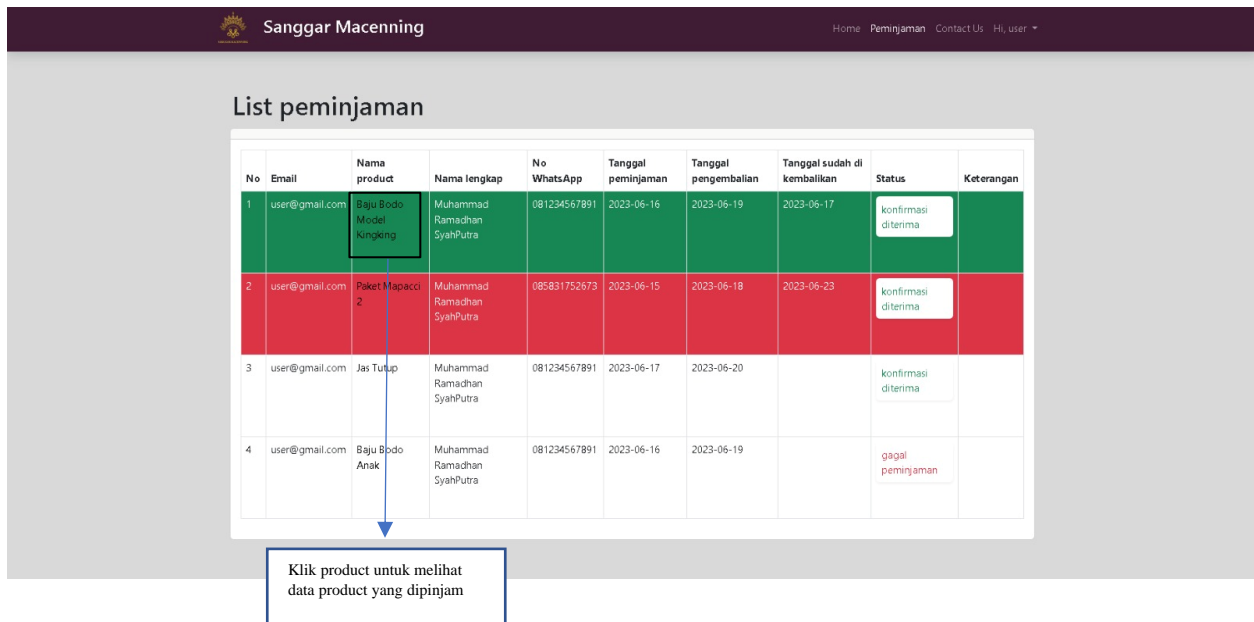 Sanggar Macenning
Home Peminjaman Contact Us Hi, user
List peminjaman
No Email Nama product Nama lengkap No WhatsApp Tanggal peminjaman Tanggal pengembalian Tanggal sudah di kembalikan Status Keterangan
1 user@gmail.com Baju Bodo Model Kingking Muhammad Ramadhan SyahPutra 081234567891 2023-06-16 2023-06-19 2023-06-17 konfirmasi diterima
2 user@gmail.com Paket Mapacci 2 Muhammad Ramadhan SyahPutra 085831752673 2023-06-15 2023-06-18 2023-06-23 konfirmasi diterima
3 user@gmail.com Jas Tutup Muhammad Ramadhan SyahPutra 081234567891 2023-06-17 2023-06-20 konfirmasi diterima
4 user@gmail.com Baju Bodo Anak Muhammad Ramadhan SyahPutra 081234567891 2023-06-16 2023-06-19 gagal peminjaman
Klik product untuk melihat
data product yang dipinjam